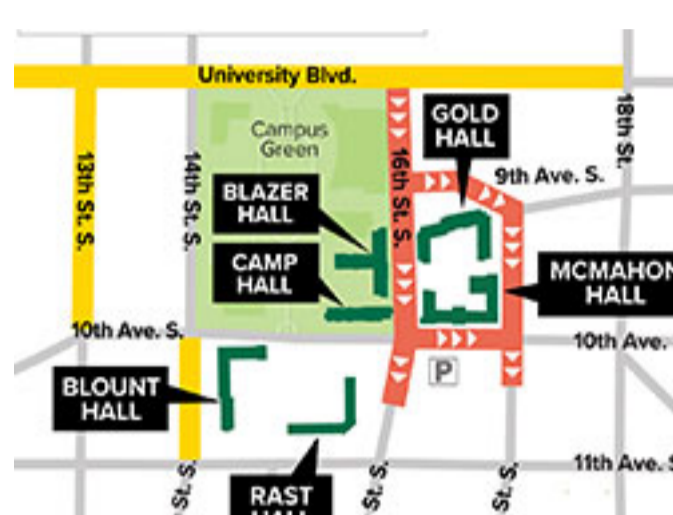 University Blvd.
Campus
Green
GOLD
HALL
18th St.
13th St. S.
14th St. S.
16th St. S.
9th Ave. S.
BLAZER
HALL
CAMP
HALL
MCMAHON
HALL
10th Ave. S.
10th Ave.
P
BLOUNT
HALL
11th Ave. S
St. S.
RAST
HALL
St. S.
St. S.